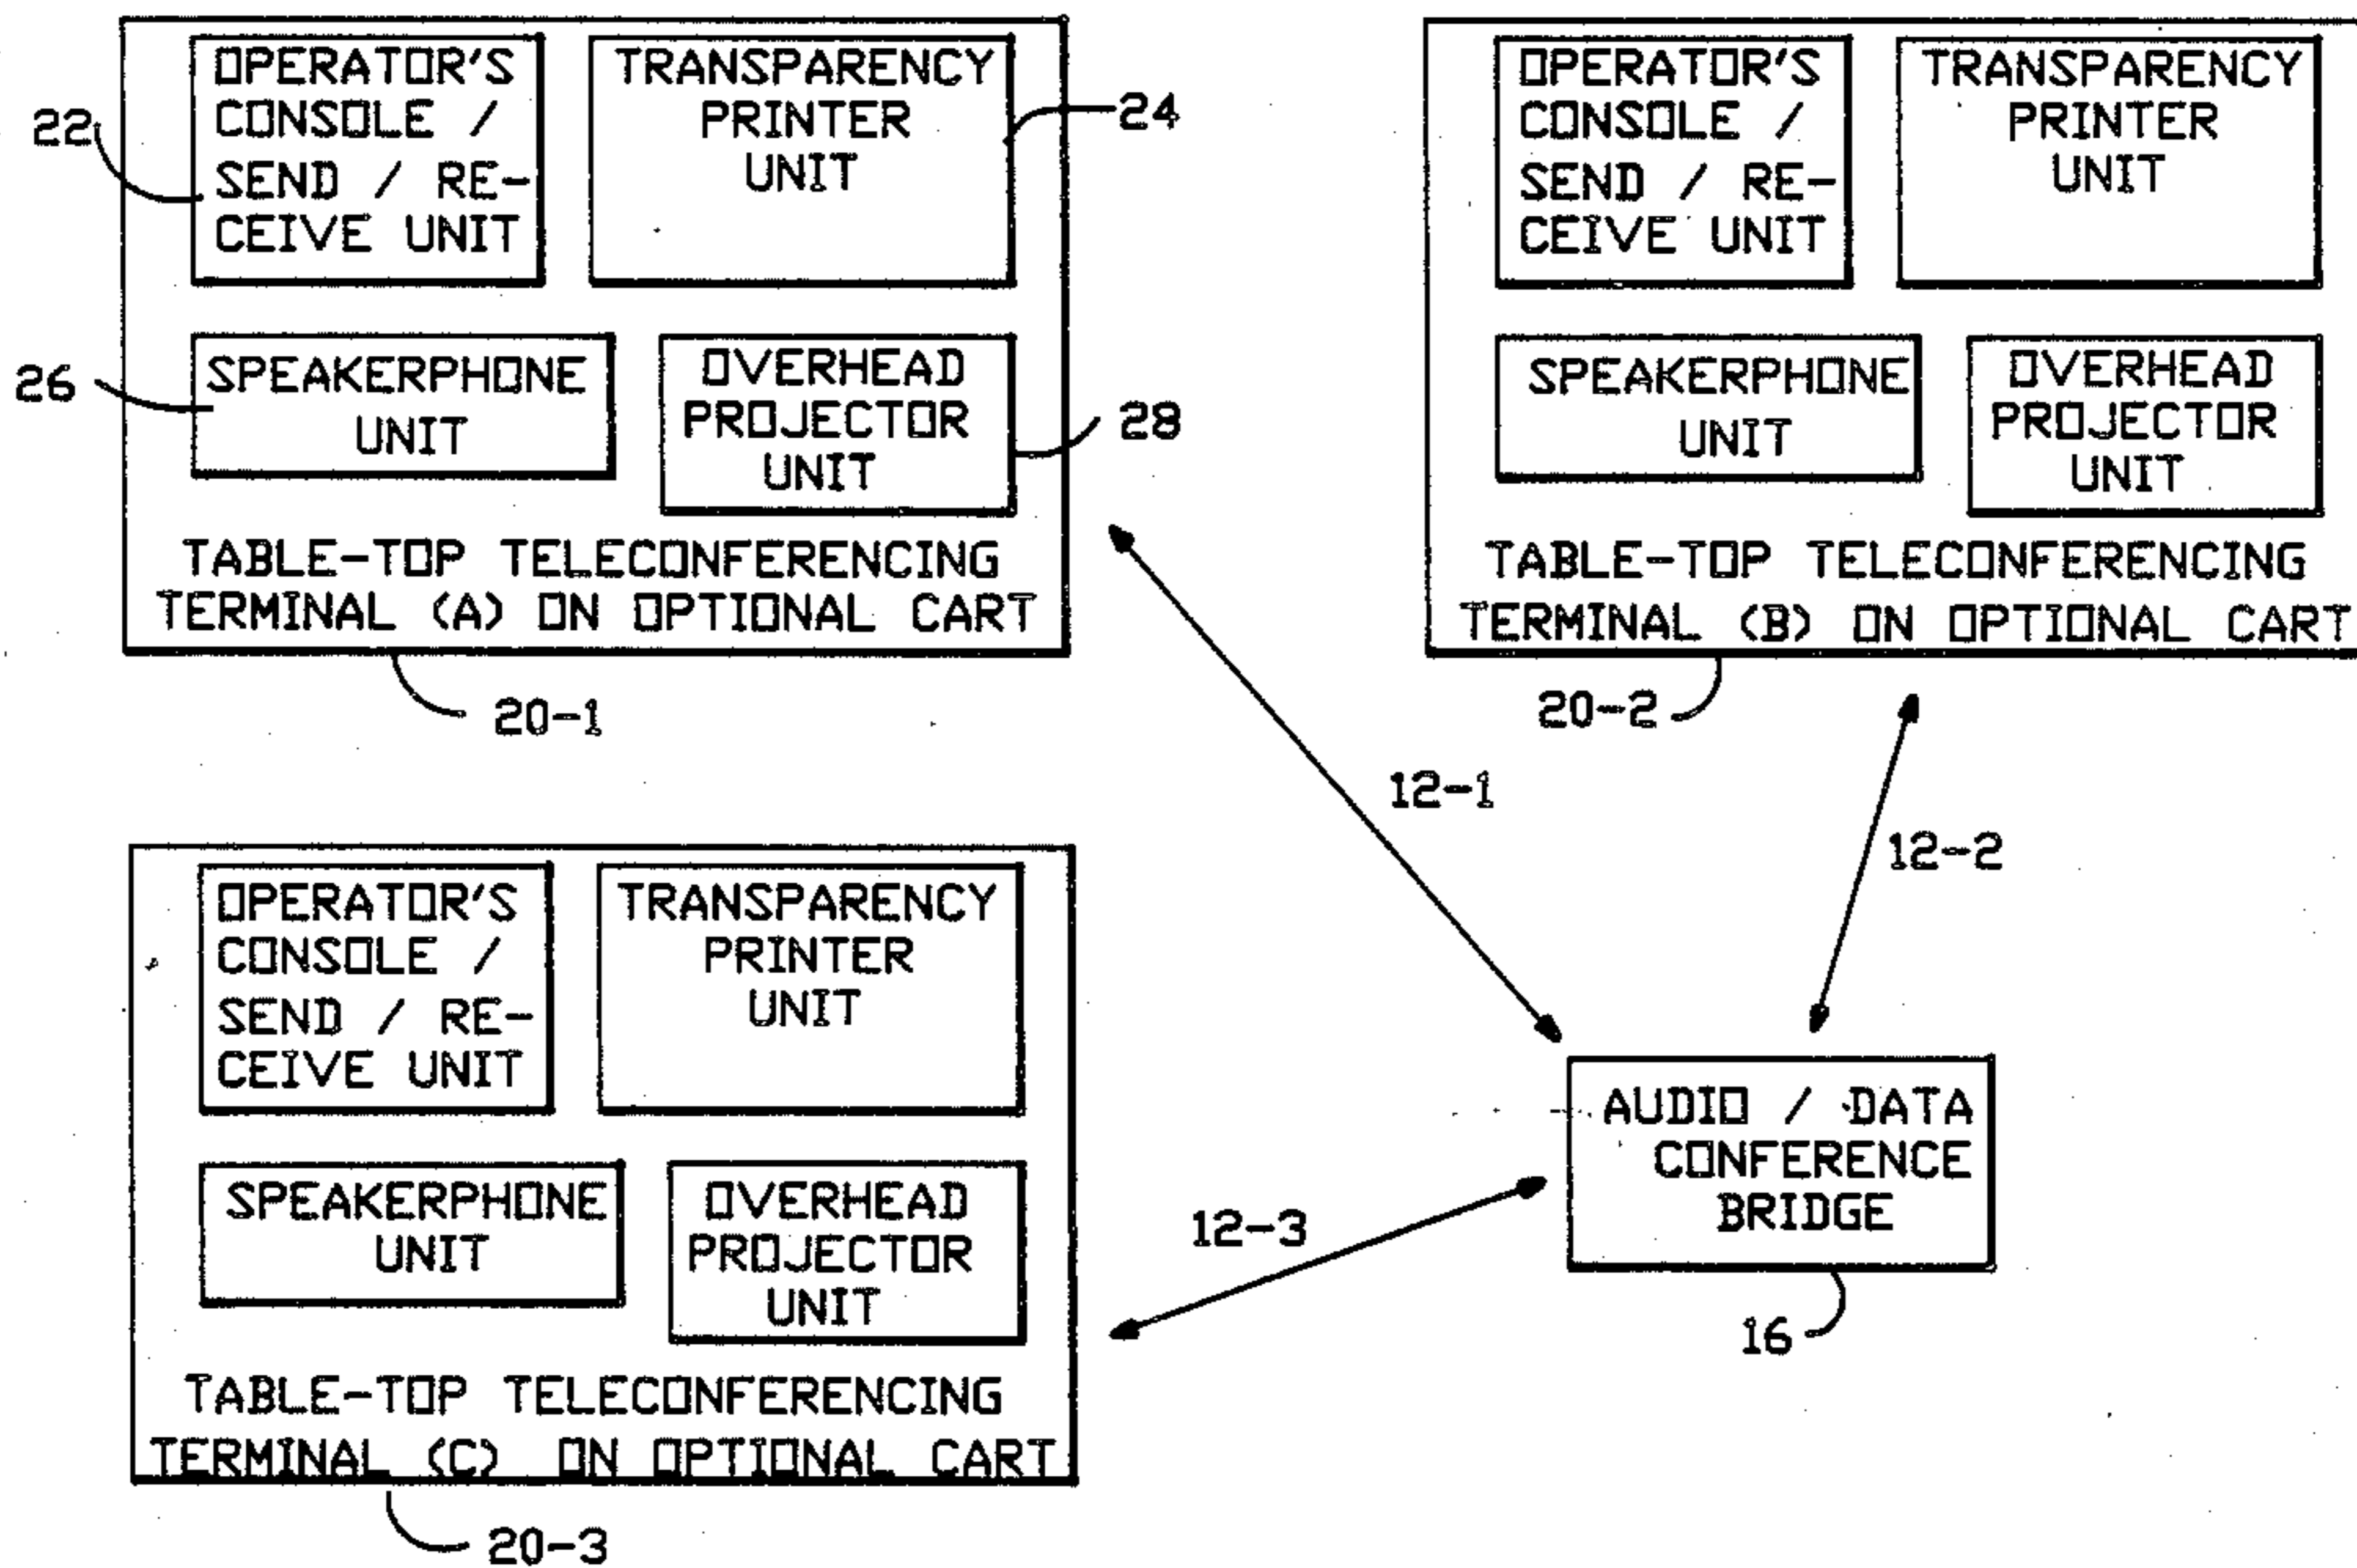 OPERATOR'S
CONSOLE /
SEND / RE-
CEIVE UNIT
TRANSPARENCY
PRINTER
UNIT
22
24
SPEAKERPHONE
UNIT
OVERHEAD
PROJECTOR
UNIT
26
28
TABLE-TOP TELECONFERENCING
TERMINAL (A) ON OPTIONAL CART
20-1
OPERATOR'S
CONSOLE /
SEND / RE-
CEIVE UNIT
TRANSPARENCY
PRINTER
UNIT
SPEAKERPHONE
UNIT
OVERHEAD
PROJECTOR
UNIT
TABLE-TOP TELECONFERENCING
TERMINAL (B) ON OPTIONAL CART
20-2
12-1
12-2
OPERATOR'S
CONSOLE /
SEND / RE-
CEIVE UNIT
TRANSPARENCY
PRINTER
UNIT
SPEAKERPHONE
UNIT
OVERHEAD
PROJECTOR
UNIT
TABLE-TOP TELECONFERENCING
TERMINAL (C) ON OPTIONAL CART
20-3
12-3
AUDIO / DATA
CONFERENCE
BRIDGE
16